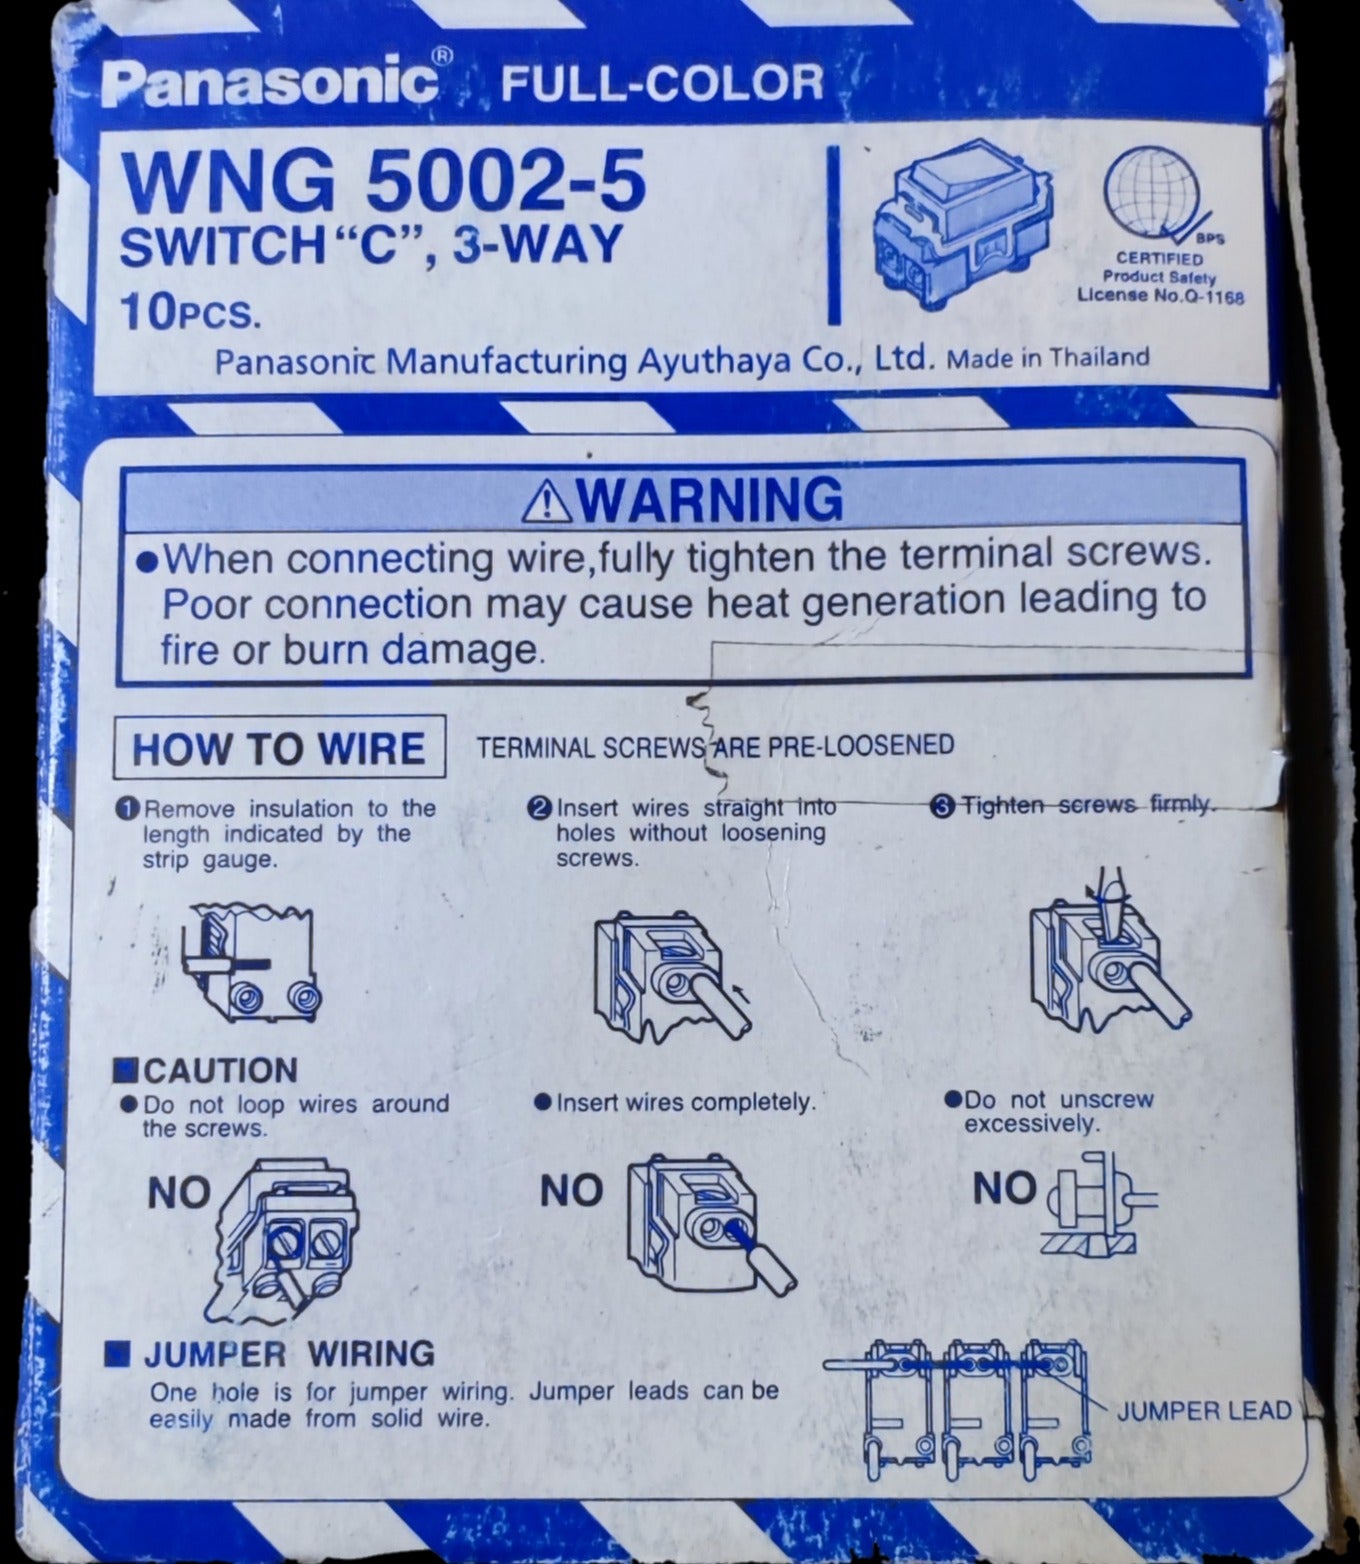 Panasonic® FULL-COLOR
WNG 5002-5
SWITCH “C”, 3-WAY
10PCS.
BPS
CERTIFIED
Product Safety
License No.Q-1168
Panasonic Manufacturing Ayuthaya Co., Ltd. Made in Thailand
⚠WARNING
●When connecting wire,fully tighten the terminal screws.
Poor connection may cause heat generation leading to
fire or burn damage.
HOW TO WIRE TERMINAL SCREWS ARE PRE-LOOSENED
❶Remove insulation to the
length indicated by the
strip gauge.
❷Insert wires straight into
holes without loosening
screws.
❸Tighten screws firmly.
■CAUTION
●Do not loop wires around
the screws.
●Insert wires completely.
●Do not unscrew
excessively.
NO
NO
NO
■ JUMPER WIRING
One hole is for jumper wiring. Jumper leads can be
easily made from solid wire.
JUMPER LEAD